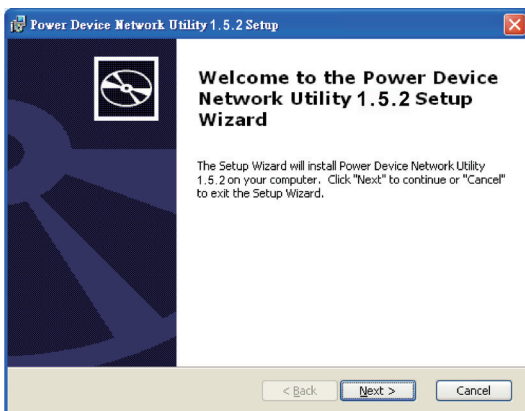 Power Device Network Utility 1.5.2 Setup
Welcome to the Power Device
Network Utility 1.5.2 Setup
Wizard
The Setup Wizard will install Power Device Network Utility
1.5.2 on your computer. Click "Next" to continue or "Cancel"
to exit the Setup Wizard.
< Back
Next >
Cancel